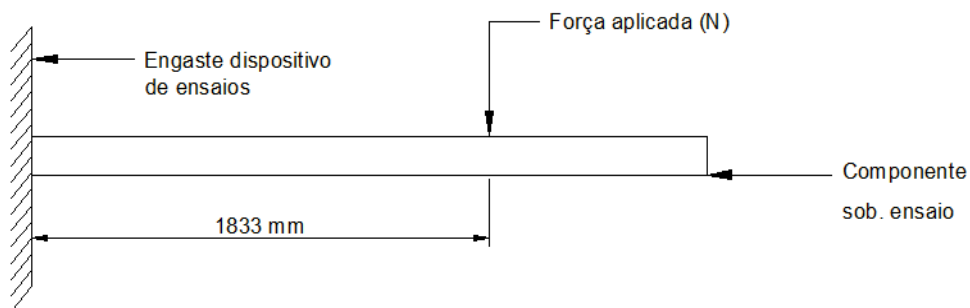 Força aplicada (N)
Engaste dispositivo
de ensaios
Componente
sob. ensaio
1833 mm